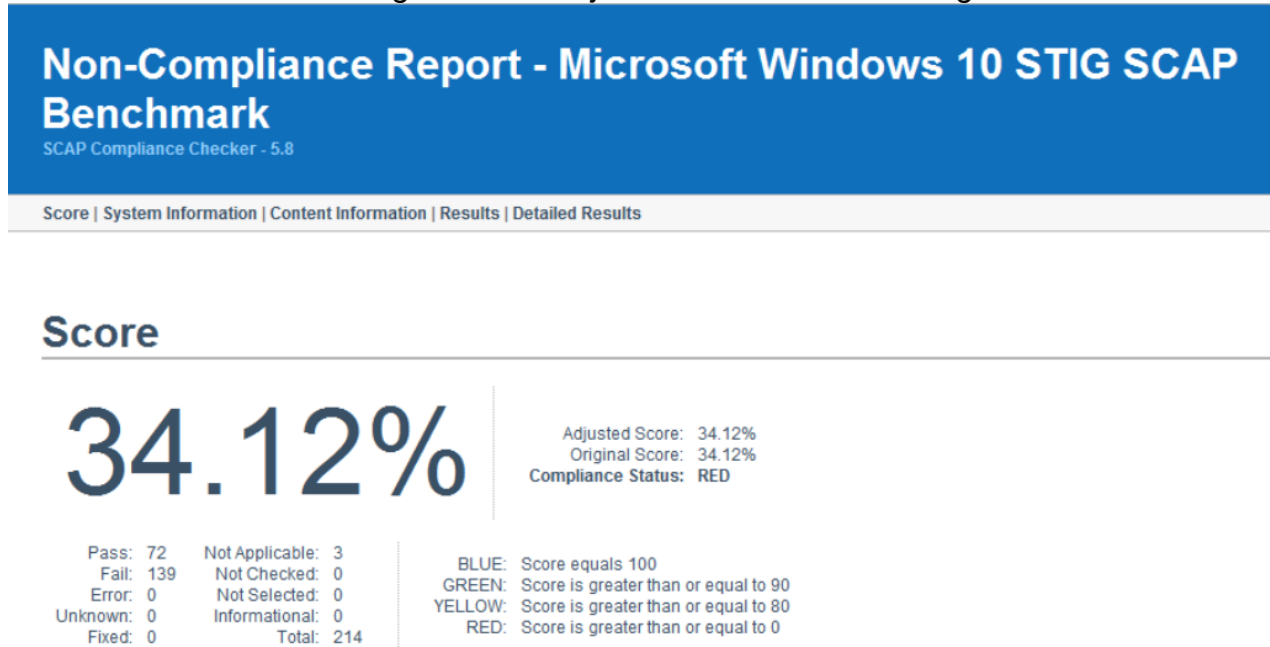 Non-Compliance Report - Microsoft Windows 10 STIG SCAP
Benchmark
SCAP Compliance Checker - 5.8
Score | System Information | Content Information | Results | Detailed Results
Score
34.12%
Adjusted Score: 34.12%
Original Score: 34.12%
Compliance Status: RED
Pass: 72 Not Applicable: 3
Fail: 139 Not Checked: 0
Error: 0 Not Selected: 0
Unknown: 0 Informational: 0
Fixed: 0 Total: 214
BLUE: Score equals 100
GREEN: Score is greater than or equal to 90
YELLOW: Score is greater than or equal to 80
RED: Score is greater than or equal to 0